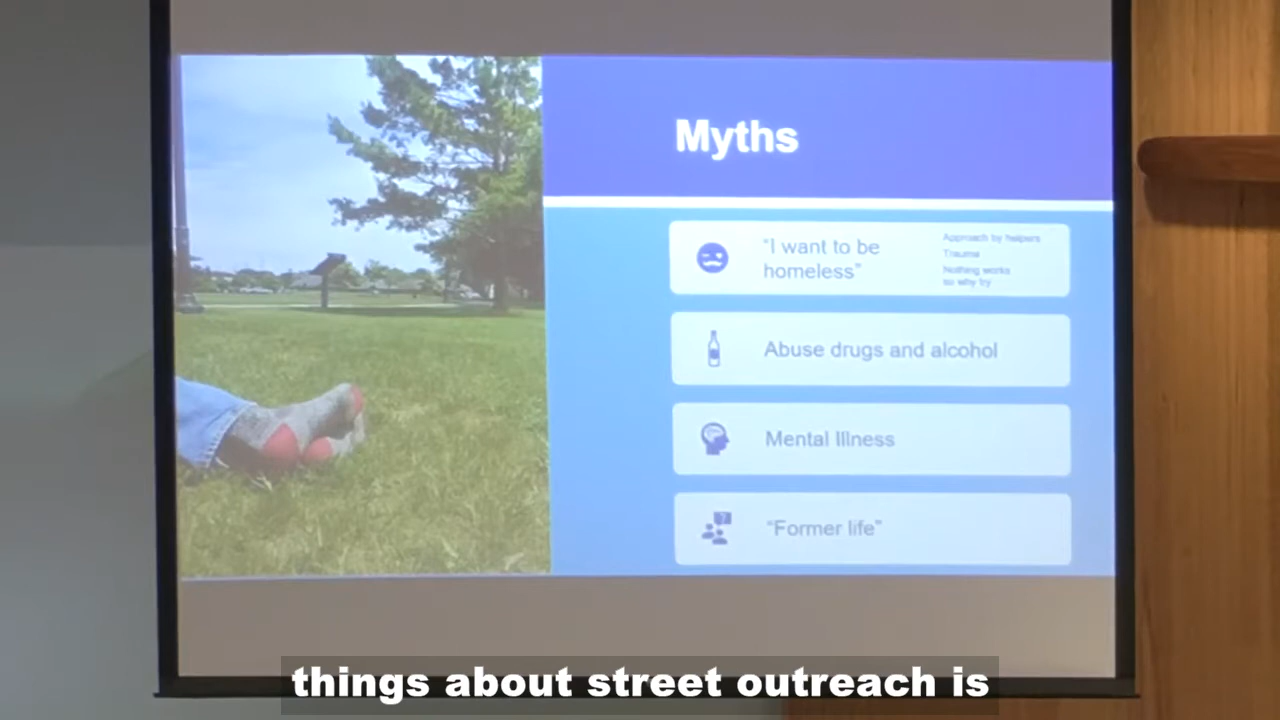 Myths
"I want to be
homeless"
Approach by helpers
Trauma
Nothing works
so why try
Abuse drugs and alcohol
Mental Illness
"Former life"
things about street outreach is